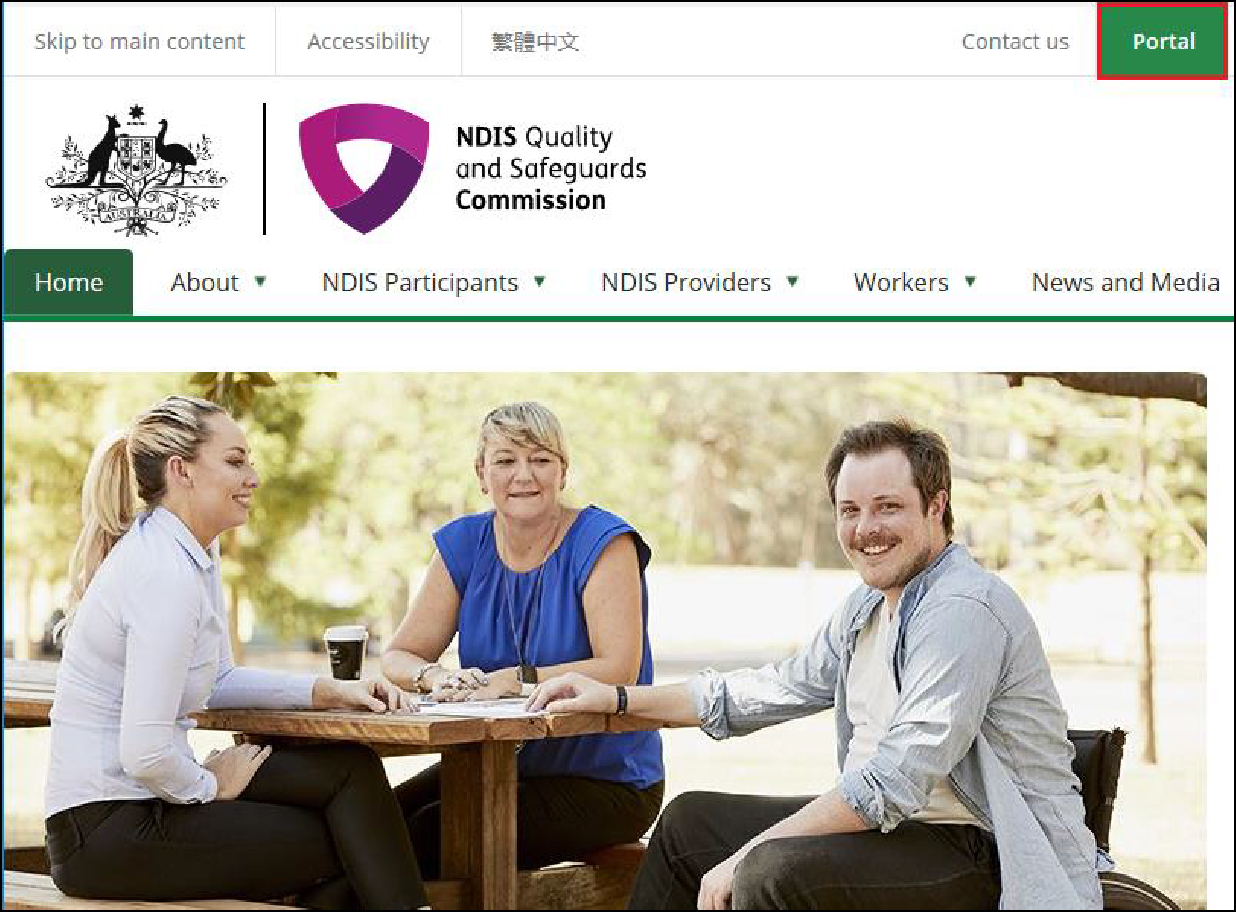 Skip to main content
Accessibility
繁體中文
Contact us
Portal
AUSTRALIA
NDIS Quality
and Safeguards
Commission
Home
About
NDIS Participants
NDIS Providers
Workers
News and Media